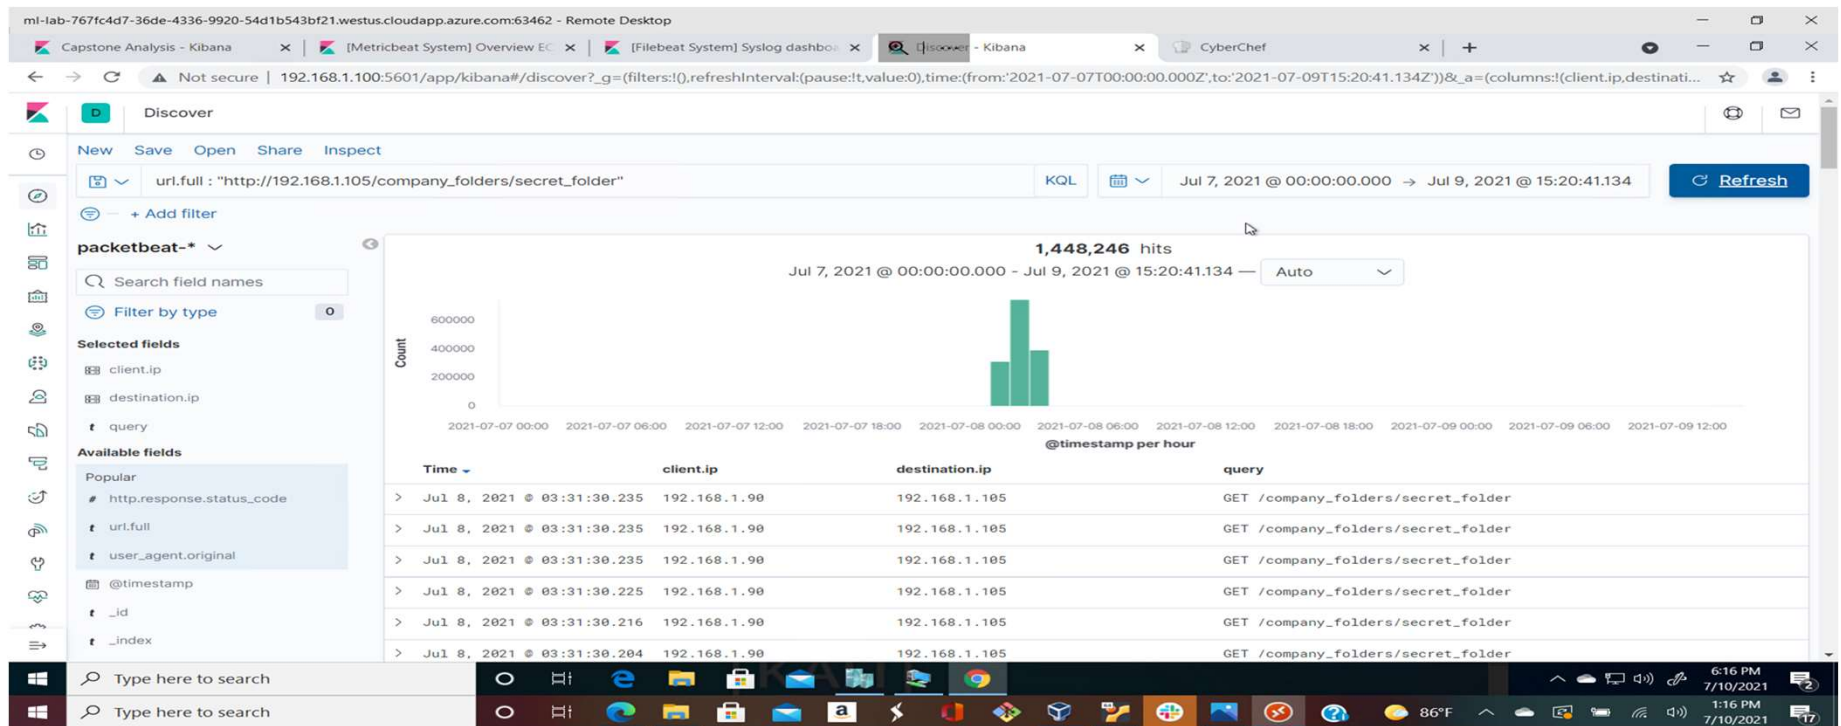 ml-lab-767fc4d7-36de-4336-9920-54d1b543bf21.westus.cloudapp.azure.com:63462 - Remote Desktop
Capstone Analysis - Kibana
[Metricbeat System] Overview EC
[Filebeat System] Syslog dashboa
Discover - Kibana
CyberChef
Not secure | 192.168.1.100:5601/app/kibana#/discover?_g=(filters:!(),refreshInterval:(pause:!t,value:0),time:(from:'2021-07-07T00:00:00.000Z',to:'2021-07-09T15:20:41.134Z'))&_a=(columns:!(client.ip,destinati...
D Discover
New Save Open Share Inspect
url.full : "http://192.168.1.105/company_folders/secret_folder" KQL Jul 7, 2021 @ 00:00:00.000 → Jul 9, 2021 @ 15:20:41.134 Refresh
+ Add filter
packetbeat-*
Search field names
Filter by type 0
Selected fields
client.ip
destination.ip
t query
Available fields
Popular
# http.response.status_code
t url.full
t user_agent.original
@timestamp
t _id
t _index
1,448,246 hits
Jul 7, 2021 @ 00:00:00.000 - Jul 9, 2021 @ 15:20:41.134 — Auto
Count
600000
400000
200000
0
2021-07-07 00:00 2021-07-07 06:00 2021-07-07 12:00 2021-07-07 18:00 2021-07-08 00:00 2021-07-08 06:00 2021-07-08 12:00 2021-07-08 18:00 2021-07-09 00:00 2021-07-09 06:00 2021-07-09 12:00
@timestamp per hour
Time client.ip destination.ip query
> Jul 8, 2021 @ 03:31:30.235 192.168.1.90 192.168.1.105 GET /company_folders/secret_folder
> Jul 8, 2021 @ 03:31:30.235 192.168.1.90 192.168.1.105 GET /company_folders/secret_folder
> Jul 8, 2021 @ 03:31:30.235 192.168.1.90 192.168.1.105 GET /company_folders/secret_folder
> Jul 8, 2021 @ 03:31:30.225 192.168.1.90 192.168.1.105 GET /company_folders/secret_folder
> Jul 8, 2021 @ 03:31:30.216 192.168.1.90 192.168.1.105 GET /company_folders/secret_folder
> Jul 8, 2021 @ 03:31:30.204 192.168.1.90 192.168.1.105 GET /company_folders/secret_folder
Type here to search
6:16 PM
7/10/2021
2
Type here to search
a
86°F
1:16 PM
7/10/2021
17